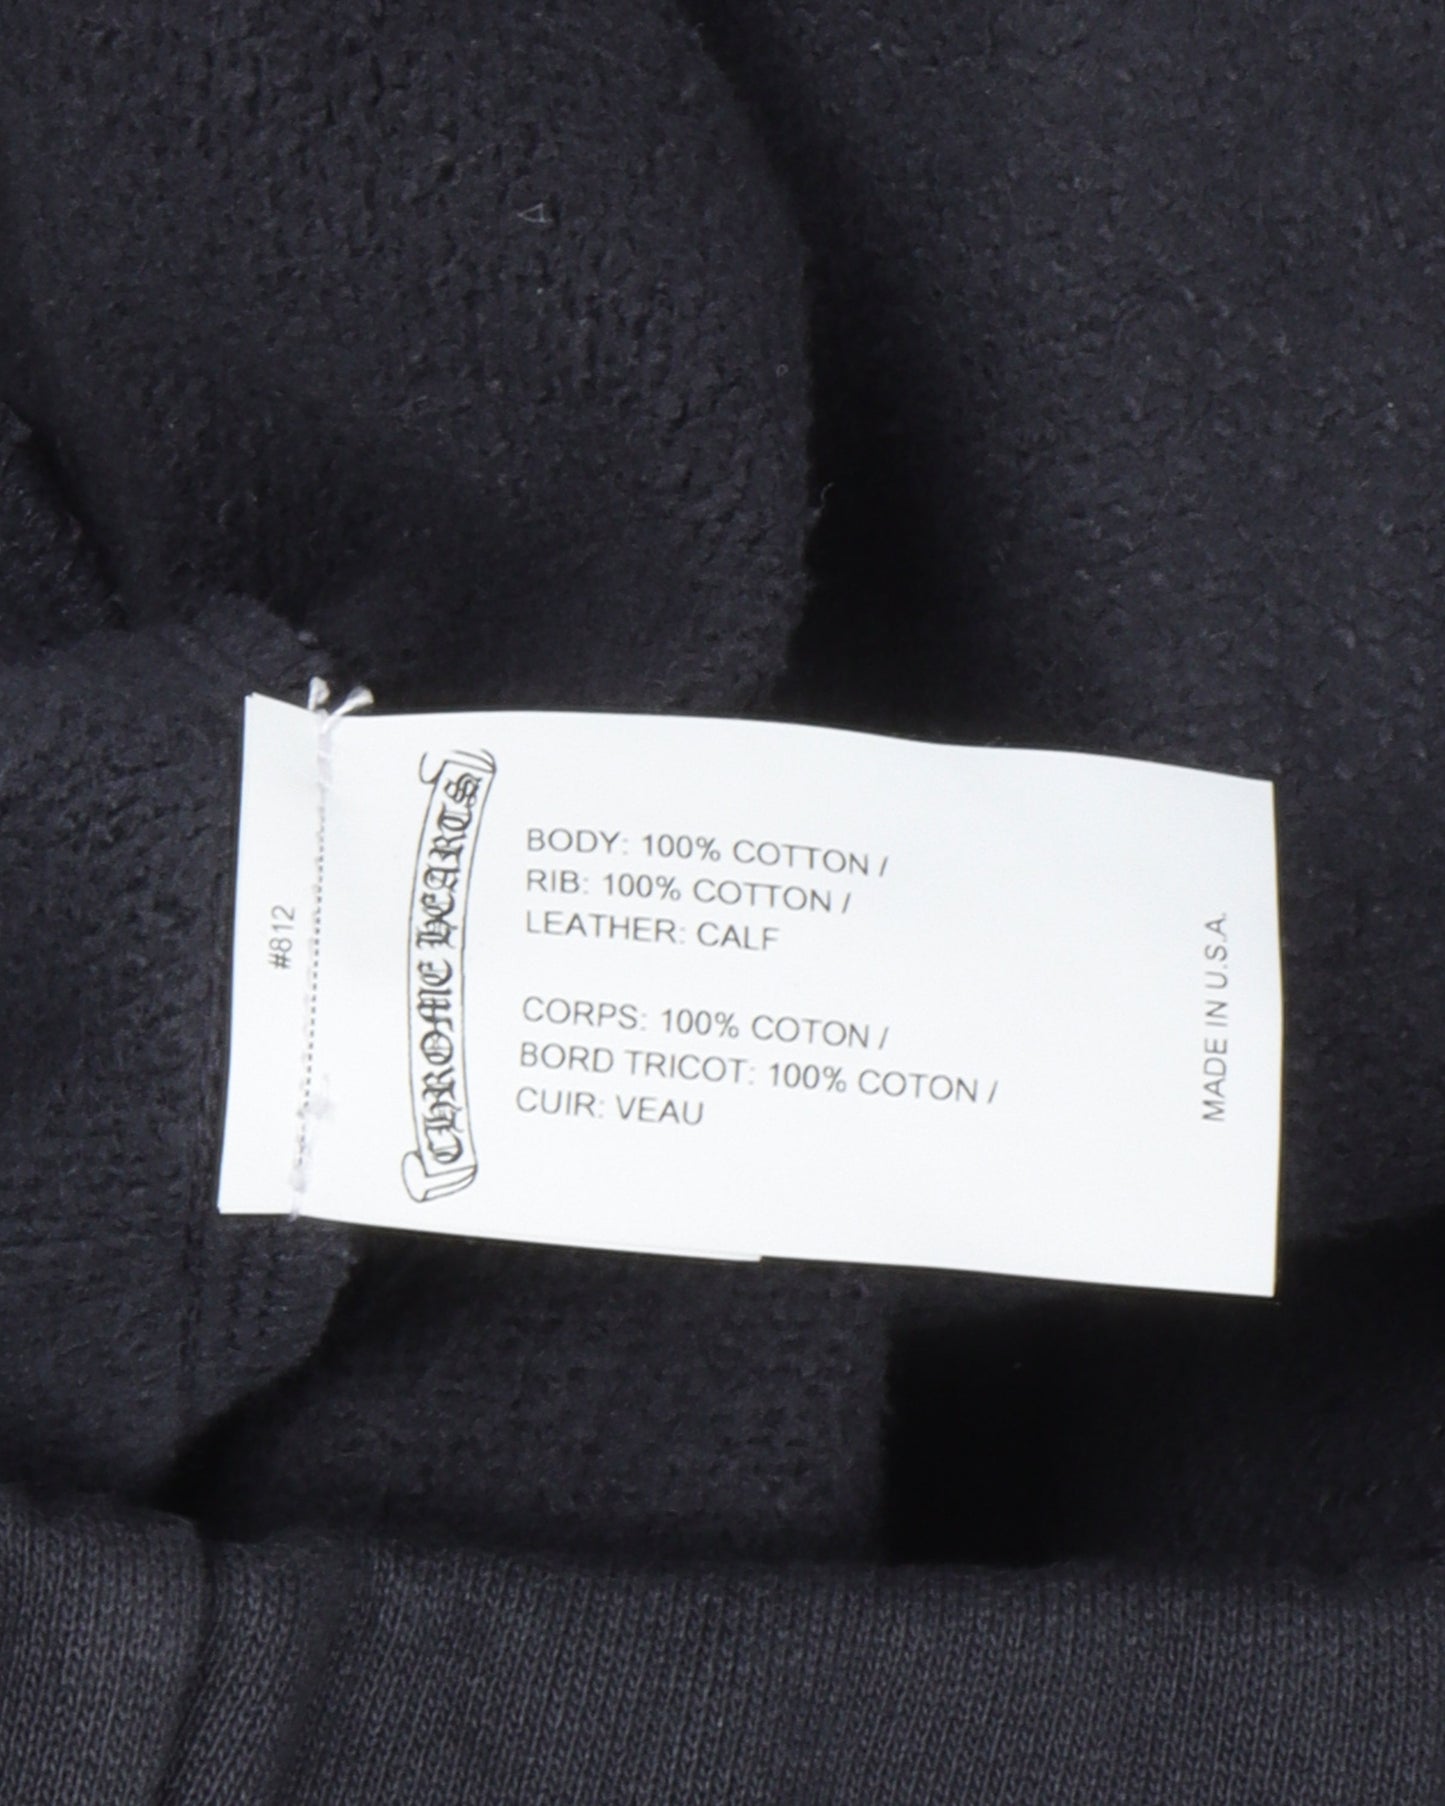 #812
CHROME HEARTS
BODY: 100% COTTON /
RIB: 100% COTTON /
LEATHER: CALF
CORPS: 100% COTON /
BORD TRICOT: 100% COTON /
CUIR: VEAU
MADE IN U.S.A.